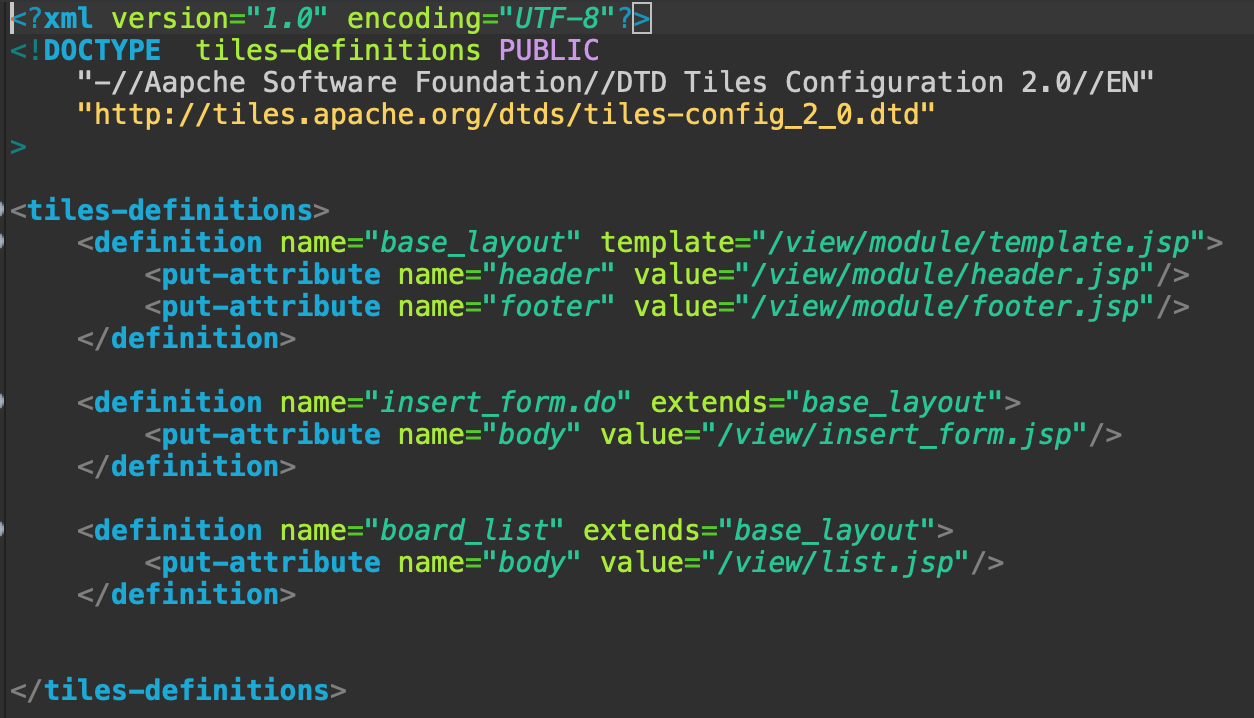 <?xml version="1.0" encoding="UTF-8"?>
<!DOCTYPE  tiles-definitions PUBLIC
    "-//Aapche Software Foundation//DTD Tiles Configuration 2.0//EN"
    "http://tiles.apache.org/dtds/tiles-config_2_0.dtd"
>
<tiles-definitions>
    <definition name="base_layout" template="/view/module/template.jsp">
        <put-attribute name="header" value="/view/module/header.jsp"/>
        <put-attribute name="footer" value="/view/module/footer.jsp"/>
    </definition>
    <definition name="insert_form.do" extends="base_layout">
        <put-attribute name="body" value="/view/insert_form.jsp"/>
    </definition>
    <definition name="board_list" extends="base_layout">
        <put-attribute name="body" value="/view/list.jsp"/>
    </definition>
</tiles-definitions>